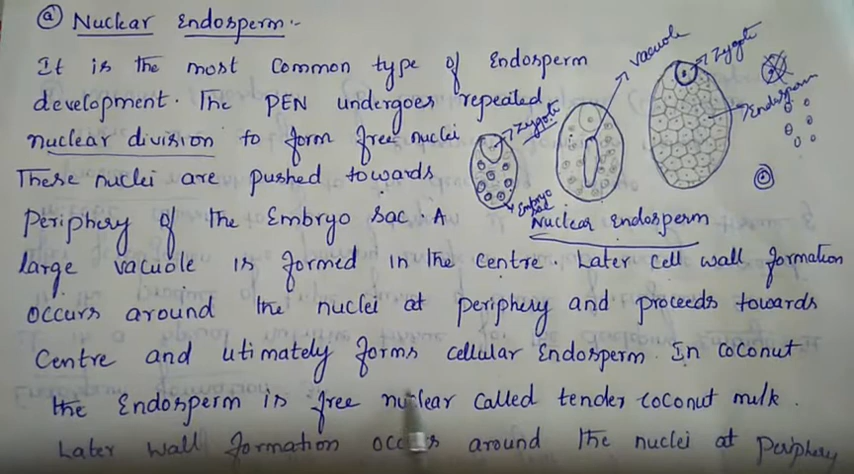 ⓐ Nuclear Endosperm:-
It is the most common type of Endosperm
development. The PEN undergoes repealed
nuclear division to form free nuclei
These nuclei are pushed towards
Periphery of the Embryo sac. A
large vacuole is formed in the centre. Later cell wall formation
occurs around the nuclei at periphery and proceeds towards
Centre and utimately forms cellular Endosperm. In coconut
the Endosperm is free nuclear called tender coconut milk.
Later wall formation occurs around the nuclei at periphery
Zygote
Embryo
sac
Vacuole
Zygote
Endosperm
Nuclear endosperm